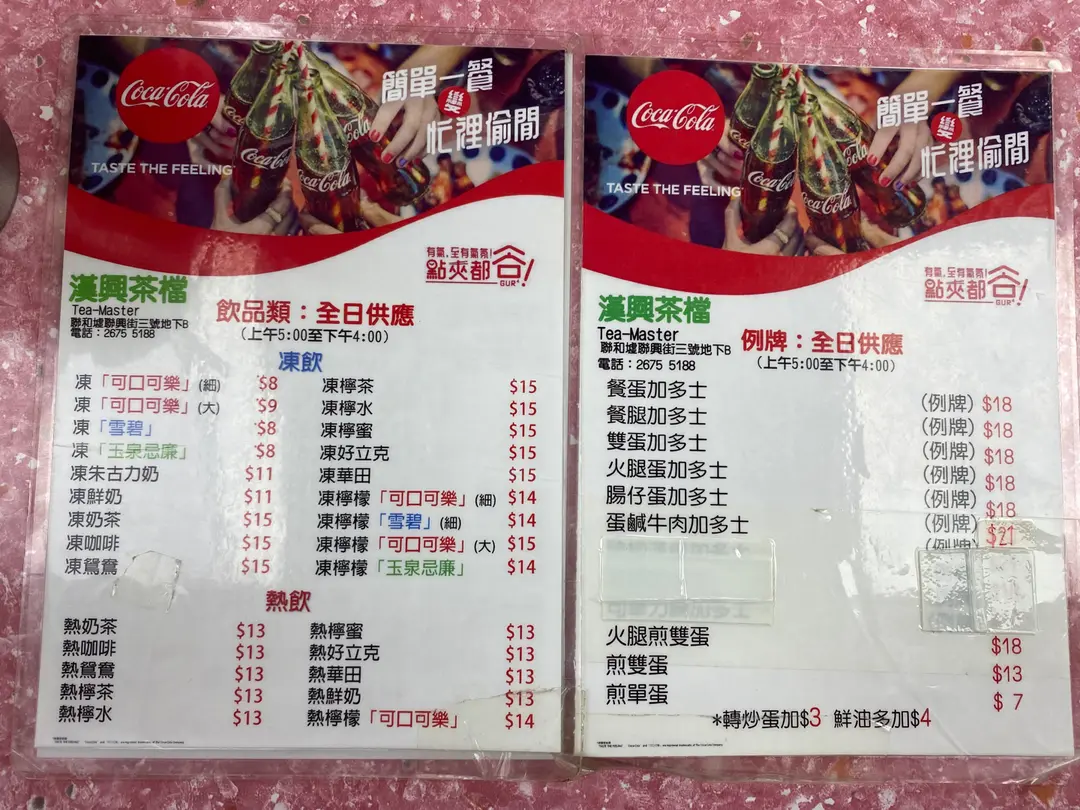 Coca-Cola
TASTE THE FEELING
簡單一餐
變
忙裡偷閒
有氣.至有氣氛!
點夾都合!
GUR°
漢興茶檔
Tea-Master
聯和墟聯興街三號地下B
電話：2675 5188
飲品類：全日供應
(上午5:00至下午4:00)
凍飲
凍「可口可樂」(細) $8
凍「可口可樂」(大) $9
凍「雪碧」 $8
凍「玉泉忌廉」 $8
凍朱古力奶 $11
凍鮮奶 $11
凍奶茶 $15
凍咖啡 $15
凍鴛鴦 $15
凍檸茶 $15
凍檸水 $15
凍檸蜜 $15
凍好立克 $15
凍華田 $15
凍檸檬「可口可樂」(細) $14
凍檸檬「雪碧」(細) $14
凍檸檬「可口可樂」(大) $15
凍檸檬「玉泉忌廉」 $14
熱飲
熱奶茶 $13
熱咖啡 $13
熱鴛鴦 $13
熱檸茶 $13
熱檸水 $13
熱檸蜜 $13
熱好立克 $13
熱華田 $13
熱鮮奶 $13
熱檸檬「可口可樂」 $14
Coca-Cola
TASTE THE FEELING
簡單一餐
變
忙裡偷閒
有氣.至有氣氛!
點夾都合!
GUR°
漢興茶檔
Tea-Master
聯和墟聯興街三號地下B
電話：2675 5188
例牌：全日供應
(上午5:00至下午4:00)
餐蛋加多士 (例牌) $18
餐腿加多士 (例牌) $18
雙蛋加多士 (例牌) $18
火腿蛋加多士 (例牌) $18
腸仔蛋加多士 (例牌) $18
蛋鹹牛肉加多士 (例牌) $21
火腿煎雙蛋 $18
煎雙蛋 $13
煎單蛋 $7
*轉炒蛋加$3 鮮油多加$4